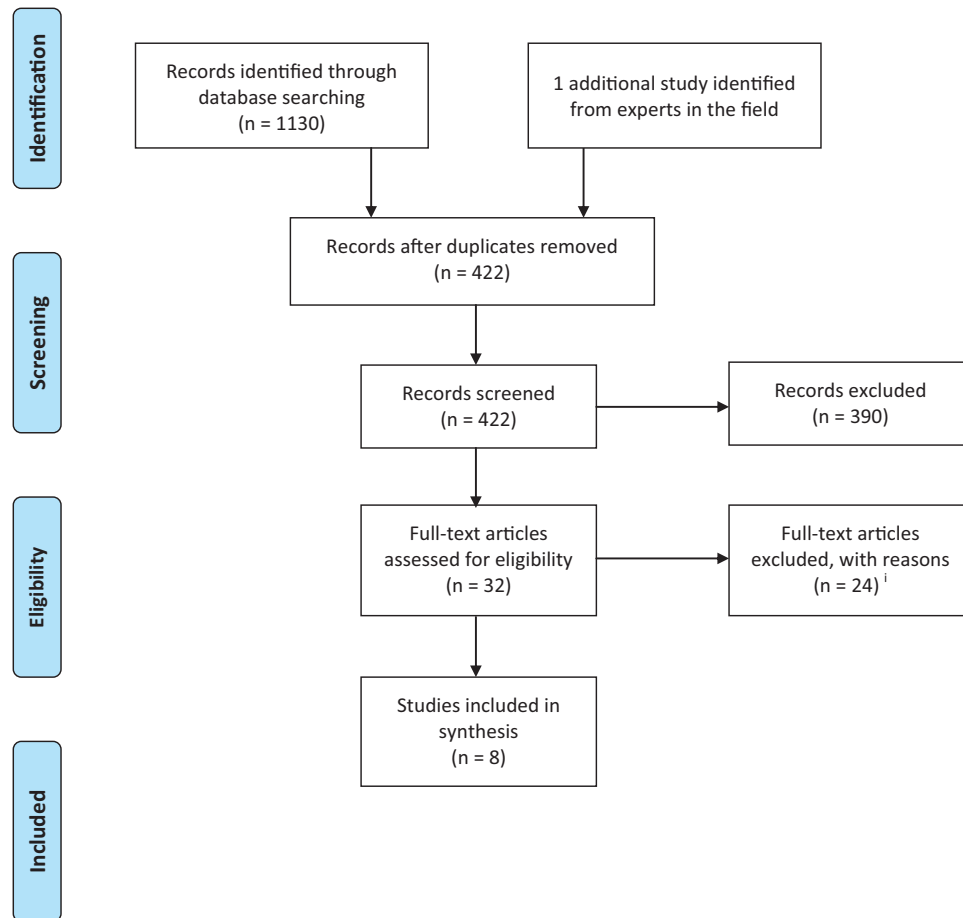 Identification
Records identified through
database searching
(n = 1130)
1 additional study identified
from experts in the field
Records after duplicates removed
(n = 422)
Screening
Records screened
(n = 422)
Records excluded
(n = 390)
Eligibility
Full-text articles
assessed for eligibility
(n = 32)
Full-text articles
excluded, with reasons
(n = 24) i
Studies included in
synthesis
(n = 8)
Included